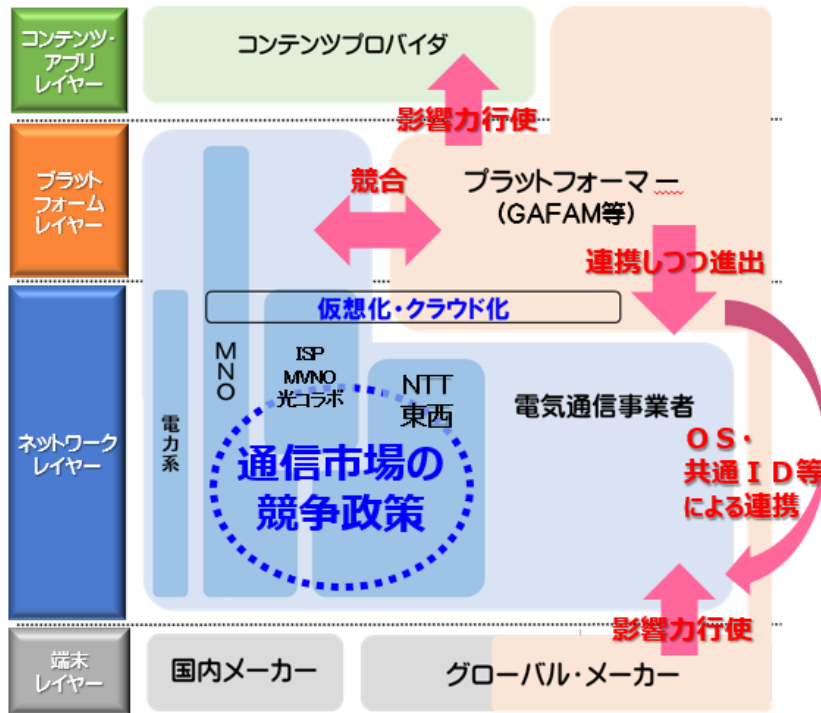 コンテンツ・
アプリ
レイヤー
コンテンツプロバイダ
影響力行使
プラット
フォーム
レイヤー
競合
プラットフォーマー
(GAFAM等)
連携しつつ進出
仮想化・クラウド化
ネットワーク
レイヤー
電力系
MNO
ISP
MVNO
光コラボ
NTT
東西
電気通信事業者
通信市場の
競争政策
OS・
共通ID等
による連携
影響力行使
端末
レイヤー
国内メーカー
グローバル・メーカー